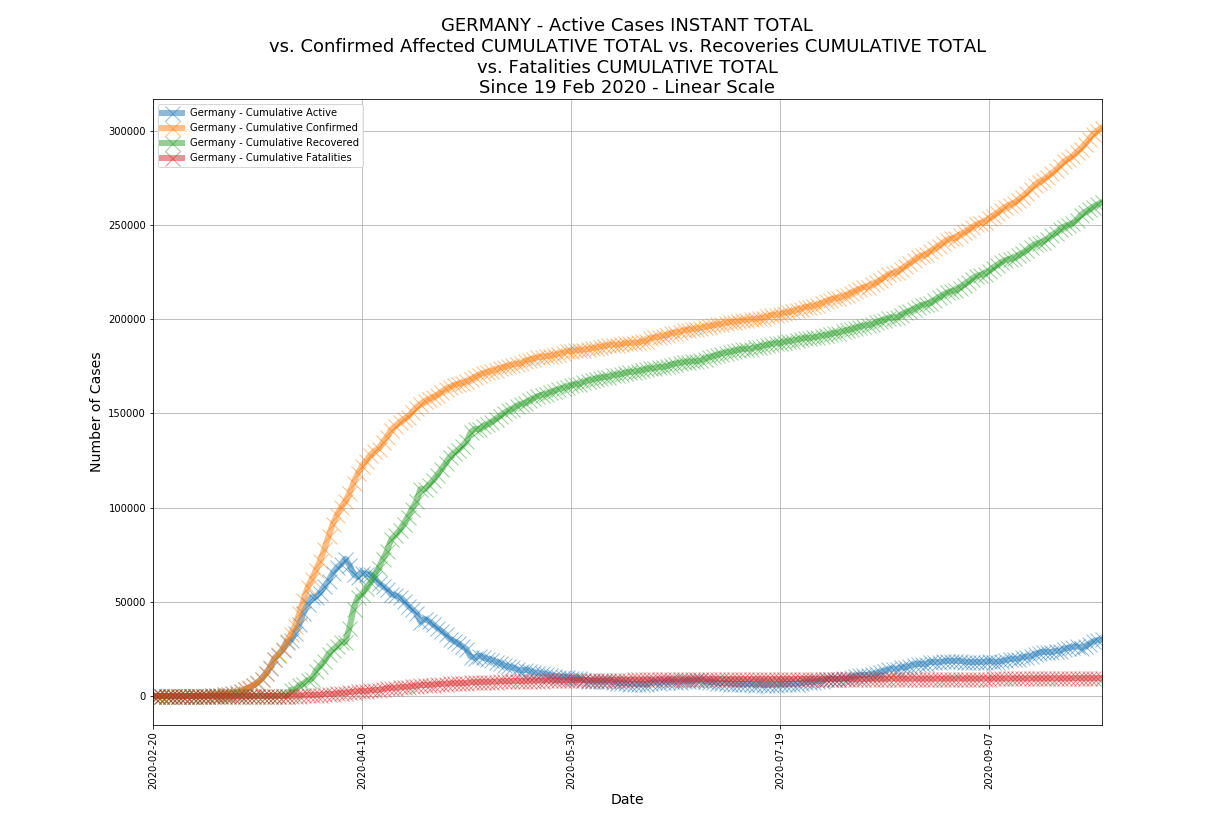 GERMANY - Active Cases INSTANT TOTAL
vs. Confirmed Affected CUMULATIVE TOTAL vs. Recoveries CUMULATIVE TOTAL
vs. Fatalities CUMULATIVE TOTAL
Since 19 Feb 2020 - Linear Scale
Germany - Cumulative Active
Germany - Cumulative Confirmed
Germany - Cumulative Recovered
Germany - Cumulative Fatalities
Number of Cases
300000
250000
200000
150000
100000
50000
0
2020-02-20
2020-04-10
2020-05-30
2020-07-19
2020-09-07
Date